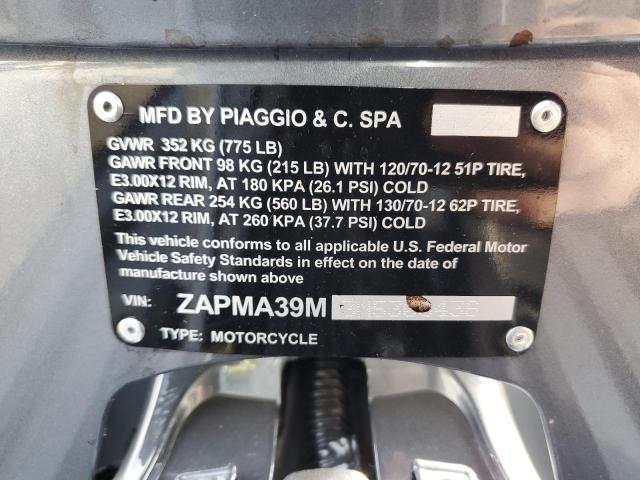 MFD BY PIAGGIO & C. SPA
GVWR 352 KG (775 LB)
GAWR FRONT 98 KG (215 LB) WITH 120/70-12 51P TIRE,
E3.00X12 RIM, AT 180 KPA (26.1 PSI) COLD
GAWR REAR 254 KG (560 LB) WITH 130/70-12 62P TIRE,
E3.00X12 RIM, AT 260 KPA (37.7 PSI) COLD
This vehicle conforms to all applicable U.S. Federal Motor
Vehicle Safety Standards in effect on the date of
manufacture shown above
VIN: ZAPMA39M
TYPE: MOTORCYCLE